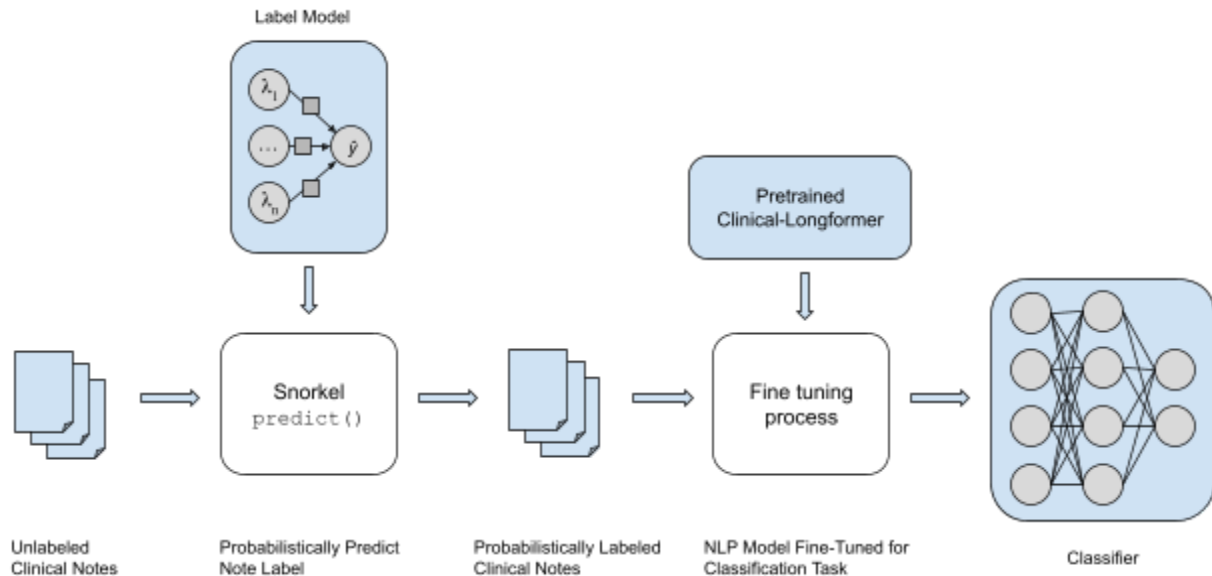 Label Model
λ1
...
ŷ
λn
Pretrained
Clinical-Longformer
Snorkel
predict()
Fine tuning
process
Unlabeled
Clinical Notes
Probabilistically Predict
Note Label
Probabilistically Labeled
Clinical Notes
NLP Model Fine-Tuned for
Classification Task
Classifier